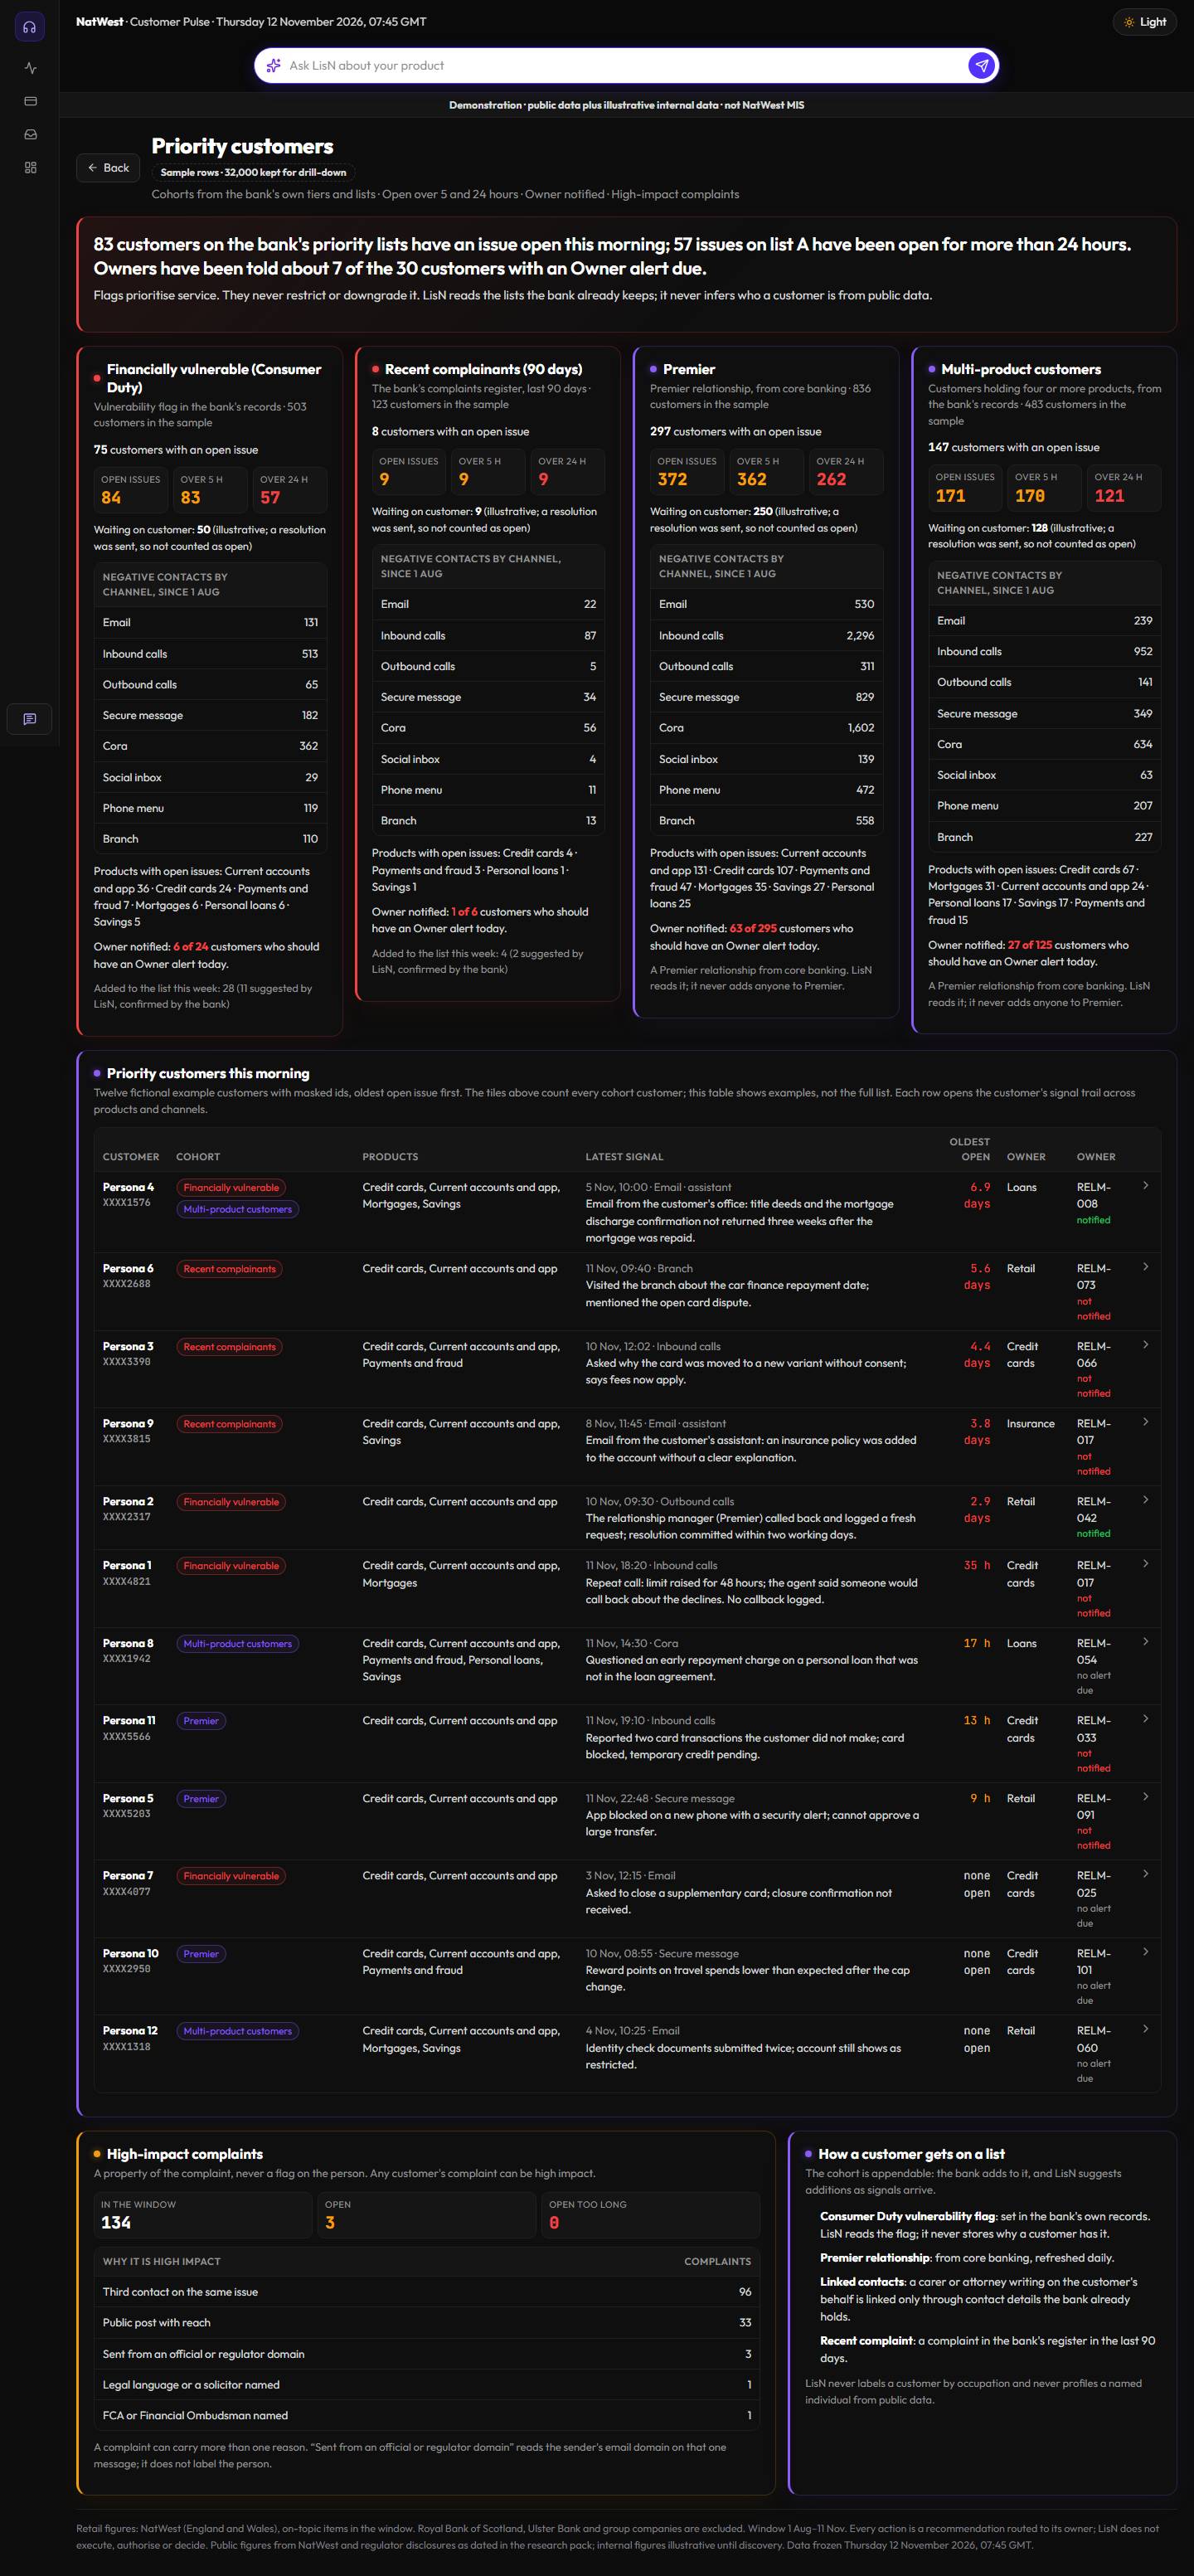 NatWest · Customer Pulse · Thursday 12 November 2026, 07:45 GMT
Light
Ask LisN about your product
Demonstration · public data plus illustrative internal data · not NatWest MIS
Back
Priority customers
Sample rows · 32,000 kept for drill-down
Cohorts from the bank's own tiers and lists · Open over 5 and 24 hours · Owner notified · High-impact complaints
83 customers on the bank's priority lists have an issue open this morning; 57 issues on list A have been open for more than 24 hours.
Owners have been told about 7 of the 30 customers with an Owner alert due.
Flags prioritise service. They never restrict or downgrade it. LisN reads the lists the bank already keeps; it never infers who a customer is from public data.
Financially vulnerable (Consumer
Duty)
Vulnerability flag in the bank's records · 503
customers in the sample
75 customers with an open issue
OPEN ISSUES OVER 5 H OVER 24 H
84 83 57
Waiting on customer: 50 (illustrative; a resolution
was sent, so not counted as open)
NEGATIVE CONTACTS BY
CHANNEL, SINCE 1 AUG
Email 131
Inbound calls 513
Outbound calls 65
Secure message 182
Cora 362
Social inbox 29
Phone menu 119
Branch 110
Products with open issues: Current accounts
and app 36 · Credit cards 24 · Payments and
fraud 7 · Mortgages 6 · Personal loans 6 ·
Savings 5
Owner notified: 6 of 24 customers who should
have an Owner alert today.
Added to the list this week: 28 (11 suggested by
LisN, confirmed by the bank)
Recent complainants (90 days)
The bank's complaints register, last 90 days ·
123 customers in the sample
8 customers with an open issue
OPEN ISSUES OVER 5 H OVER 24 H
9 9 9
Waiting on customer: 9 (illustrative; a resolution
was sent, so not counted as open)
NEGATIVE CONTACTS BY CHANNEL,
SINCE 1 AUG
Email 22
Inbound calls 87
Outbound calls 5
Secure message 34
Cora 56
Social inbox 4
Phone menu 11
Branch 13
Products with open issues: Credit cards 4 ·
Payments and fraud 3 · Personal loans 1 ·
Savings 1
Owner notified: 1 of 6 customers who should
have an Owner alert today.
Added to the list this week: 4 (2 suggested by
LisN, confirmed by the bank)
Premier
Premier relationship, from core banking · 836
customers in the sample
297 customers with an open issue
OPEN ISSUES OVER 5 H OVER 24 H
372 362 262
Waiting on customer: 250 (illustrative; a
resolution was sent, so not counted as open)
NEGATIVE CONTACTS BY
CHANNEL, SINCE 1 AUG
Email 530
Inbound calls 2,296
Outbound calls 311
Secure message 829
Cora 1,602
Social inbox 139
Phone menu 472
Branch 558
Products with open issues: Current accounts
and app 131 · Credit cards 107 · Payments and
fraud 47 · Mortgages 35 · Savings 27 · Personal
loans 25
Owner notified: 63 of 295 customers who
should have an Owner alert today.
A Premier relationship from core banking. LisN
reads it; it never adds anyone to Premier.
Multi-product customers
Customers holding four or more products, from
the bank's records · 483 customers in the
sample
147 customers with an open issue
OPEN ISSUES OVER 5 H OVER 24 H
171 170 121
Waiting on customer: 128 (illustrative; a
resolution was sent, so not counted as open)
NEGATIVE CONTACTS BY
CHANNEL, SINCE 1 AUG
Email 239
Inbound calls 952
Outbound calls 141
Secure message 349
Cora 634
Social inbox 63
Phone menu 207
Branch 227
Products with open issues: Credit cards 67 ·
Mortgages 31 · Current accounts and app 24 ·
Personal loans 17 · Savings 17 · Payments and
fraud 15
Owner notified: 27 of 125 customers who
should have an Owner alert today.
A Premier relationship from core banking. LisN
reads it; it never adds anyone to Premier.
Priority customers this morning
Twelve fictional example customers with masked ids, oldest open issue first. The tiles above count every cohort customer; this table shows examples, not the full list. Each row opens the customer's signal trail across
products and channels.
CUSTOMER COHORT PRODUCTS LATEST SIGNAL OLDEST OPEN OWNER OWNER
Persona 4 Financially vulnerable Credit cards, Current accounts and app, 5 Nov, 10:00 · Email · assistant 6.9 Loans RELM-
XXXX1576 Multi-product customers Mortgages, Savings Email from the customer's office: title deeds and the mortgage days 008
discharge confirmation not returned three weeks after the notified
mortgage was repaid.
Persona 6 Recent complainants Credit cards, Current accounts and app 11 Nov, 09:40 · Branch 5.6 Retail RELM-
XXXX2688 Visited the branch about the car finance repayment date; days 073
mentioned the open card dispute. not
notified
Persona 3 Recent complainants Credit cards, Current accounts and app, 10 Nov, 12:02 · Inbound calls 4.4 Credit RELM-
XXXX3390 Payments and fraud Asked why the card was moved to a new variant without consent; days cards 066
says fees now apply. not
notified
Persona 9 Recent complainants Credit cards, Current accounts and app, 8 Nov, 11:45 · Email · assistant 3.8 Insurance RELM-
XXXX3815 Savings Email from the customer's assistant: an insurance policy was added days 017
to the account without a clear explanation. not
notified
Persona 2 Financially vulnerable Credit cards, Current accounts and app 10 Nov, 09:30 · Outbound calls 2.9 Retail RELM-
XXXX2317 The relationship manager (Premier) called back and logged a fresh days 042
request; resolution committed within two working days. notified
Persona 1 Financially vulnerable Credit cards, Current accounts and app, 11 Nov, 18:20 · Inbound calls 35 h Credit RELM-
XXXX4821 Mortgages Repeat call: limit raised for 48 hours; the agent said someone would cards 017
call back about the declines. No callback logged. not
notified
Persona 8 Multi-product customers Credit cards, Current accounts and app, 11 Nov, 14:30 · Cora 17 h Loans RELM-
XXXX1942 Payments and fraud, Personal loans, Questioned an early repayment charge on a personal loan that was 054
Savings not in the loan agreement. no alert
due
Persona 11 Premier Credit cards, Current accounts and app 11 Nov, 19:10 · Inbound calls 13 h Credit RELM-
XXXX5566 Reported two card transactions the customer did not make; card cards 033
blocked, temporary credit pending. not
notified
Persona 5 Premier Credit cards, Current accounts and app 11 Nov, 22:48 · Secure message 9 h Retail RELM-
XXXX5203 App blocked on a new phone with a security alert; cannot approve a 091
large transfer. not
notified
Persona 7 Financially vulnerable Credit cards, Current accounts and app 3 Nov, 12:15 · Email none Credit RELM-
XXXX4077 Asked to close a supplementary card; closure confirmation not open cards 025
received. no alert
due
Persona 10 Premier Credit cards, Current accounts and app, 10 Nov, 08:55 · Secure message none Credit RELM-
XXXX2950 Payments and fraud Reward points on travel spends lower than expected after the cap open cards 101
change. no alert
due
Persona 12 Multi-product customers Credit cards, Current accounts and app, 4 Nov, 10:25 · Email none Retail RELM-
XXXX1318 Mortgages, Savings Identity check documents submitted twice; account still shows as open 060
restricted. no alert
due
High-impact complaints
A property of the complaint, never a flag on the person. Any customer's complaint can be high impact.
IN THE WINDOW OPEN OPEN TOO LONG
134 3 0
WHY IT IS HIGH IMPACT COMPLAINTS
Third contact on the same issue 96
Public post with reach 33
Sent from an official or regulator domain 3
Legal language or a solicitor named 1
FCA or Financial Ombudsman named 1
A complaint can carry more than one reason. "Sent from an official or regulator domain" reads the sender's email domain on that one
message; it does not label the person.
How a customer gets on a list
The cohort is appendable: the bank adds to it, and LisN suggests
additions as signals arrive.
Consumer Duty vulnerability flag: set in the bank's own records.
LisN reads the flag; it never stores why a customer has it.
Premier relationship: from core banking, refreshed daily.
Linked contacts: a carer or attorney writing on the customer's
behalf is linked only through contact details the bank already
holds.
Recent complaint: a complaint in the bank's register in the last 90
days.
LisN never labels a customer by occupation and never profiles a named
individual from public data.
Retail figures: NatWest (England and Wales), on-topic items in the window. Royal Bank of Scotland, Ulster Bank and group companies are excluded. Window 1 Aug–11 Nov. Every action is a recommendation routed to its owner; LisN does not
execute, authorise or decide. Public figures from NatWest and regulator disclosures as dated in the research pack; internal figures illustrative until discovery. Data frozen Thursday 12 November 2026, 07:45 GMT.